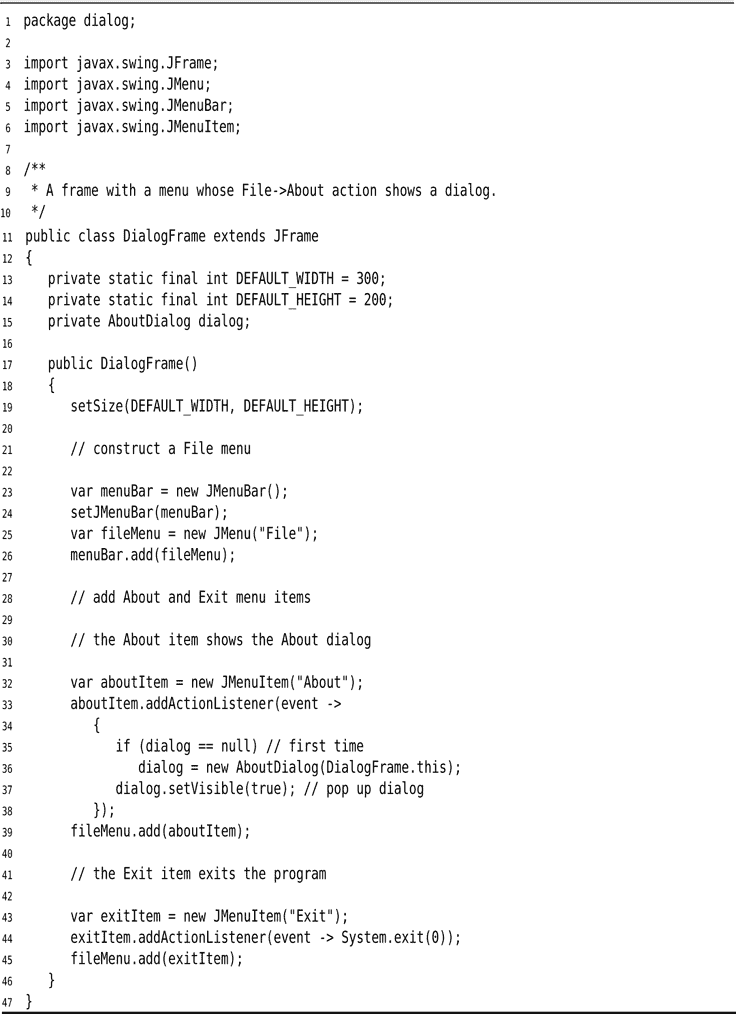 1 package dialog;
2
3 import javax.swing.JFrame;
4 import javax.swing.JMenu;
5 import javax.swing.JMenuBar;
6 import javax.swing.JMenuItem;
7
8 /**
9  * A frame with a menu whose File->About action shows a dialog.
10  */
11 public class DialogFrame extends JFrame
12 {
13    private static final int DEFAULT_WIDTH = 300;
14    private static final int DEFAULT_HEIGHT = 200;
15    private AboutDialog dialog;
16
17    public DialogFrame()
18    {
19       setSize(DEFAULT_WIDTH, DEFAULT_HEIGHT);
20
21       // construct a File menu
22
23       var menuBar = new JMenuBar();
24       setJMenuBar(menuBar);
25       var fileMenu = new JMenu("File");
26       menuBar.add(fileMenu);
27
28       // add About and Exit menu items
29
30       // the About item shows the About dialog
31
32       var aboutItem = new JMenuItem("About");
33       aboutItem.addActionListener(event ->
34          {
35             if (dialog == null) // first time
36                dialog = new AboutDialog(DialogFrame.this);
37             dialog.setVisible(true); // pop up dialog
38          });
39       fileMenu.add(aboutItem);
40
41       // the Exit item exits the program
42
43       var exitItem = new JMenuItem("Exit");
44       exitItem.addActionListener(event -> System.exit(0));
45       fileMenu.add(exitItem);
46    }
47 }